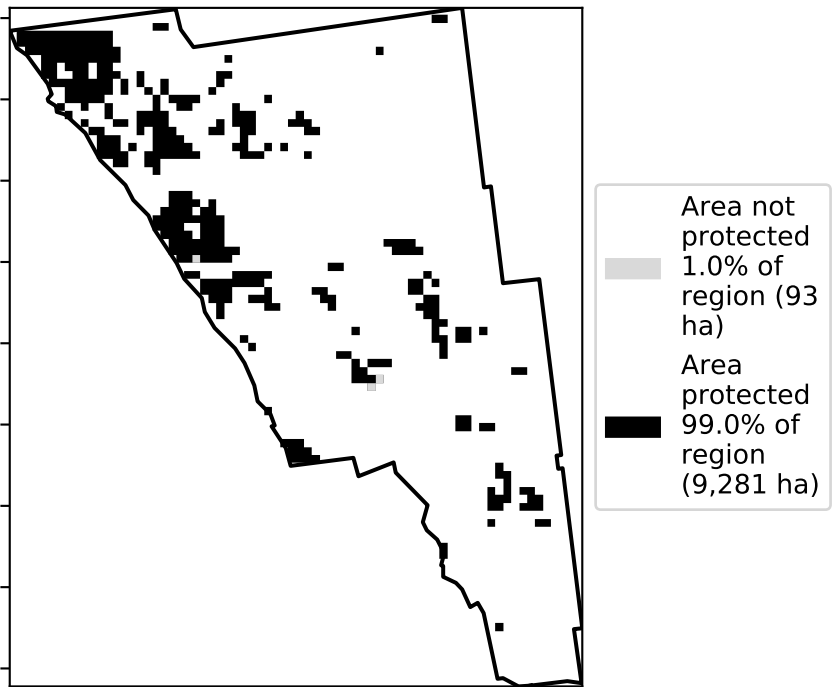 Area not
protected
1.0% of
region (93
ha)
Area
protected
99.0% of
region
(9,281 ha)